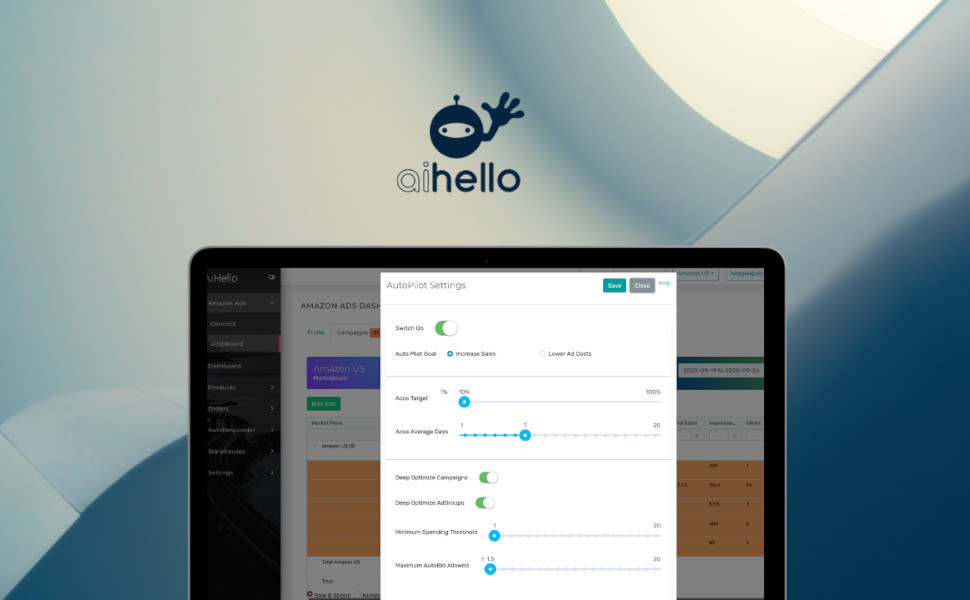 aihello
AiHello
Amazon Ads
Connect
Dashboard
Dashboard
Products
Orders
AutoResponder
Warehouses
Settings
AMAZON ADS DASH
Profile
Campaigns
Amazon US
Marketplace
Bulk Edit
Market Place
Amazon US
Total Amazon US
Total
Sale & Spend
AutoPilot Settings
Save
Close
Help
Switch On
Auto Pilot Goal
Increase Sales
Lower Ad Costs
Acos Target
1%
10%
100%
Acos Average Days
1
7
20
Deep Optimize Campaigns
Deep Optimize AdGroups
Minimum Spending Threshold
1
20
Maximum AutoBid Allowed
1
1.5
20
Amazon US
2020-09-19 to 2020-09-26